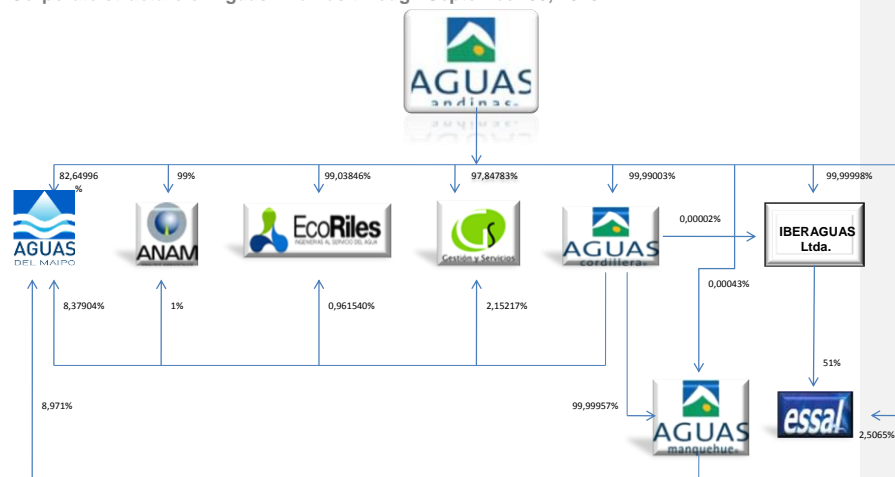 AGUAS
andinas
82,64996
%
99%
99,03846%
97,84783%
99,99003%
99,99998%
AGUAS
DEL MAIPO
ANAM
EcoRiles
INGENIERIAS AL SERVICIO DEL AGUA
GS
Gestión y Servicios
AGUAS
cordillera
0,00002%
IBERAGUAS
Ltda.
0,00043%
8,37904%
1%
0,961540%
2,15217%
51%
8,971%
99,99957%
AGUAS
manquehue
essal
2,5065%